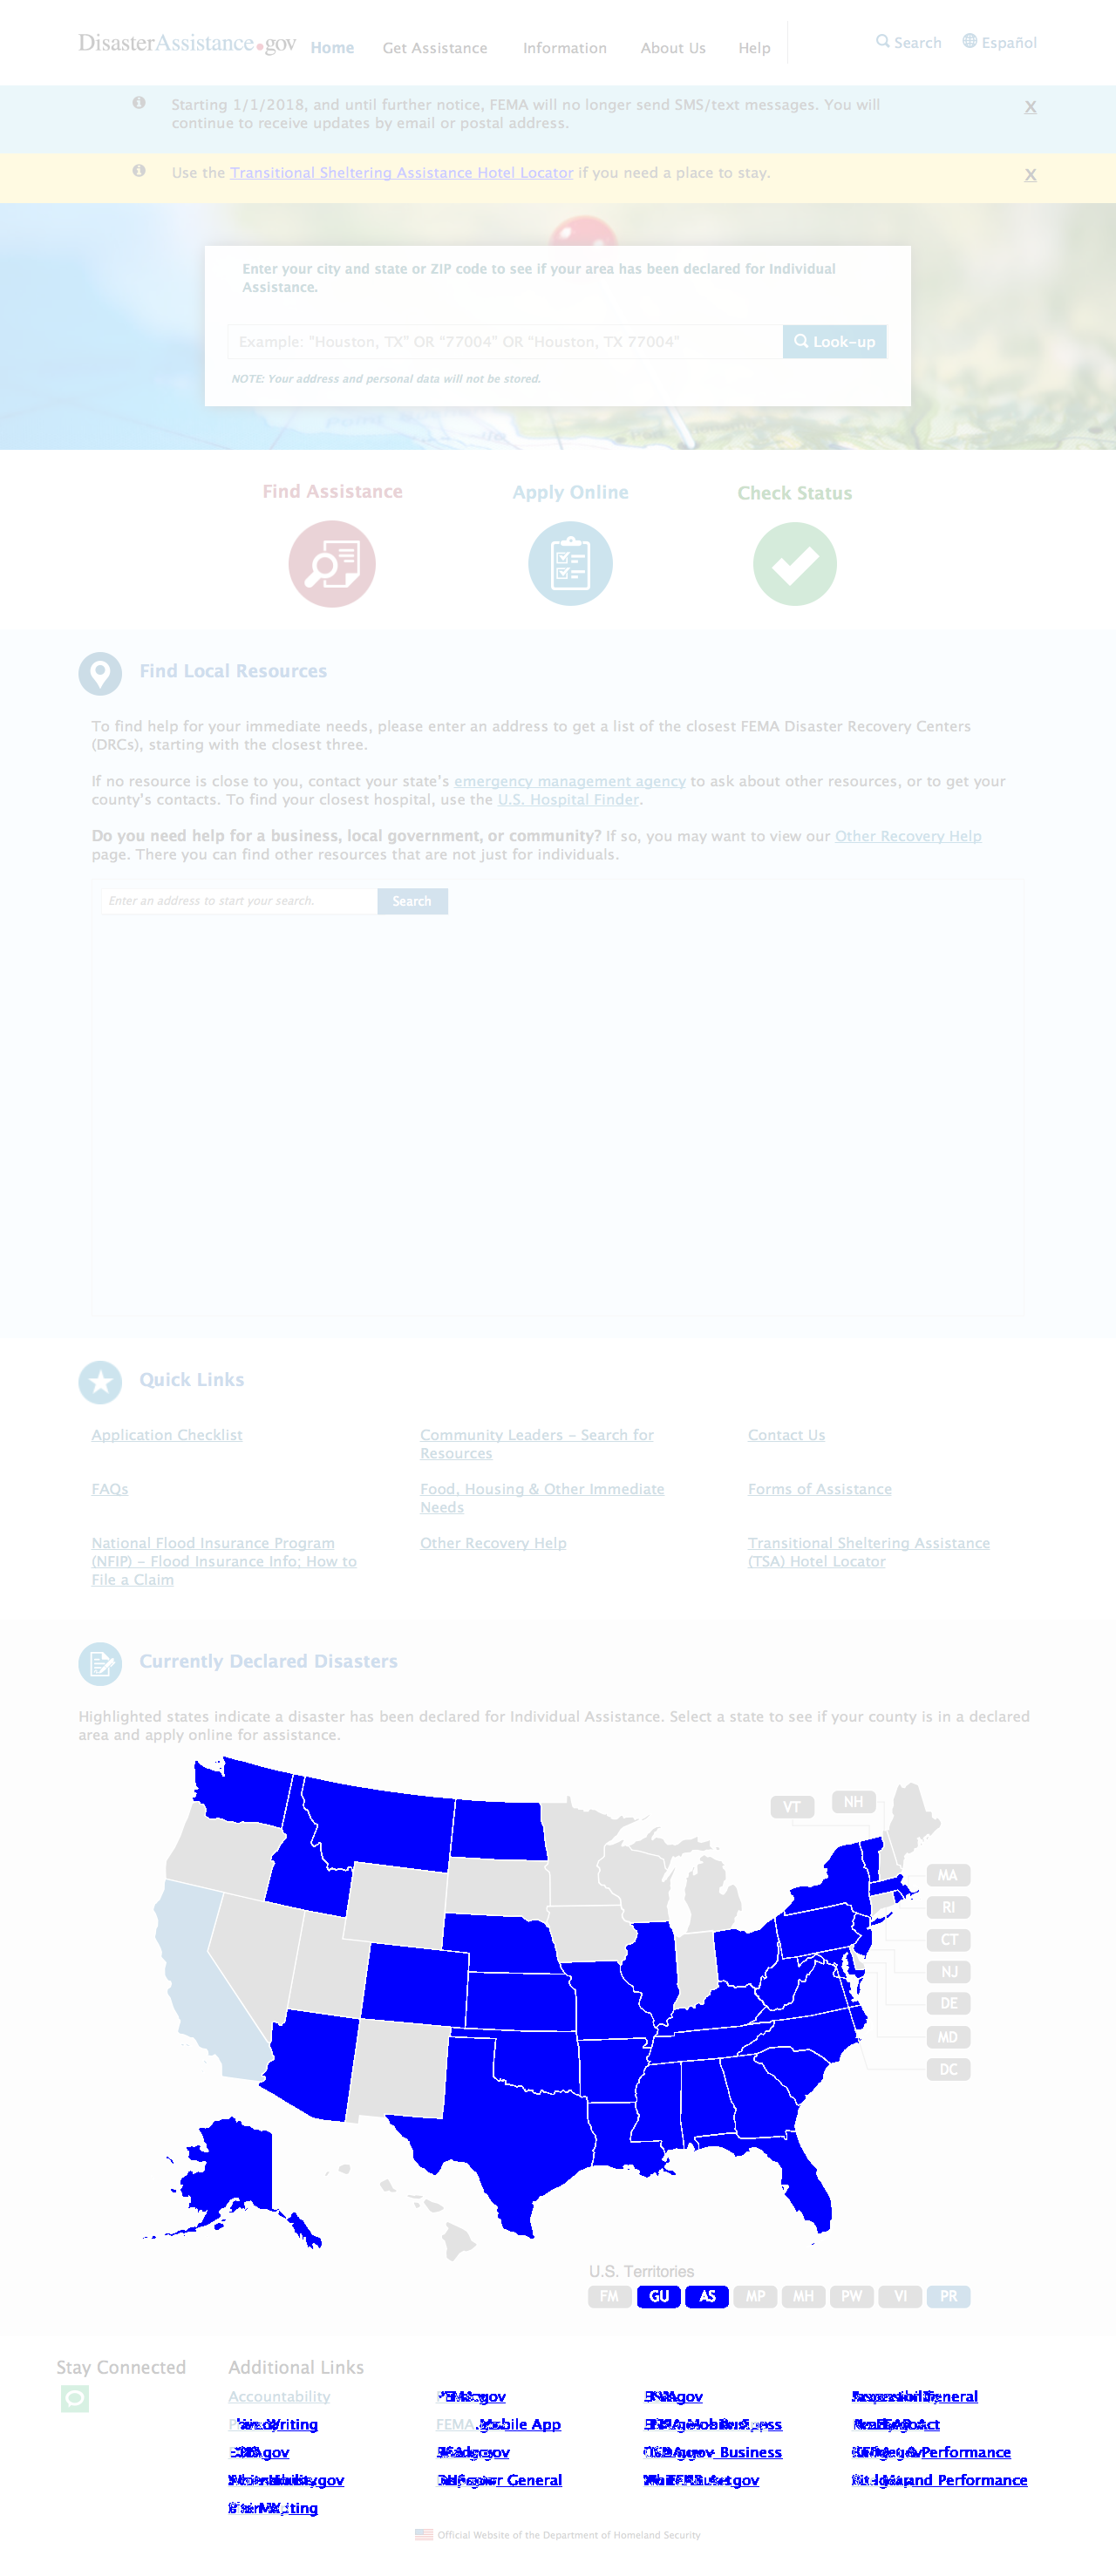 DisasterAssistance.gov
Home Get Assistance Information About Us Help Search Español
Starting 1/1/2018, and until further notice, FEMA will no longer send SMS/text messages. You will
continue to receive updates by email or postal address.
X
Use the Transitional Sheltering Assistance Hotel Locator if you need a place to stay.
X
Enter your city and state or ZIP code to see if your area has been declared for Individual
Assistance.
Example: "Houston, TX" OR "77004" OR "Houston, TX 77004"
Look-up
NOTE: Your address and personal data will not be stored.
Find Assistance Apply Online Check Status
Find Local Resources
To find help for your immediate needs, please enter an address to get a list of the closest FEMA Disaster Recovery Centers
(DRCs), starting with the closest three.
If no resource is close to you, contact your state's emergency management agency to ask about other resources, or to get your
county's contacts. To find your closest hospital, use the U.S. Hospital Finder.
Do you need help for a business, local government, or community? If so, you may want to view our Other Recovery Help
page. There you can find other resources that are not just for individuals.
Enter an address to start your search. Search
Quick Links
Application Checklist
Community Leaders - Search for
Resources
Contact Us
FAQs
Food, Housing & Other Immediate
Needs
Forms of Assistance
National Flood Insurance Program
(NFIP) - Flood Insurance Info: How to
File a Claim
Other Recovery Help
Transitional Sheltering Assistance
(TSA) Hotel Locator
Currently Declared Disasters
Highlighted states indicate a disaster has been declared for Individual Assistance. Select a state to see if your county is in a declared
area and apply online for assistance.
VT NH
MA
RI
CT
NJ
DE
MD
DC
U.S. Territories
FM GU AS MP MH PW VI PR
Stay Connected Additional Links
Accountability
Writing
FEMA Mobile App
Business
.gov
.gov
- Business
Performance
.gov
General
.gov
and Performance
Official Website of the Department of Homeland Security